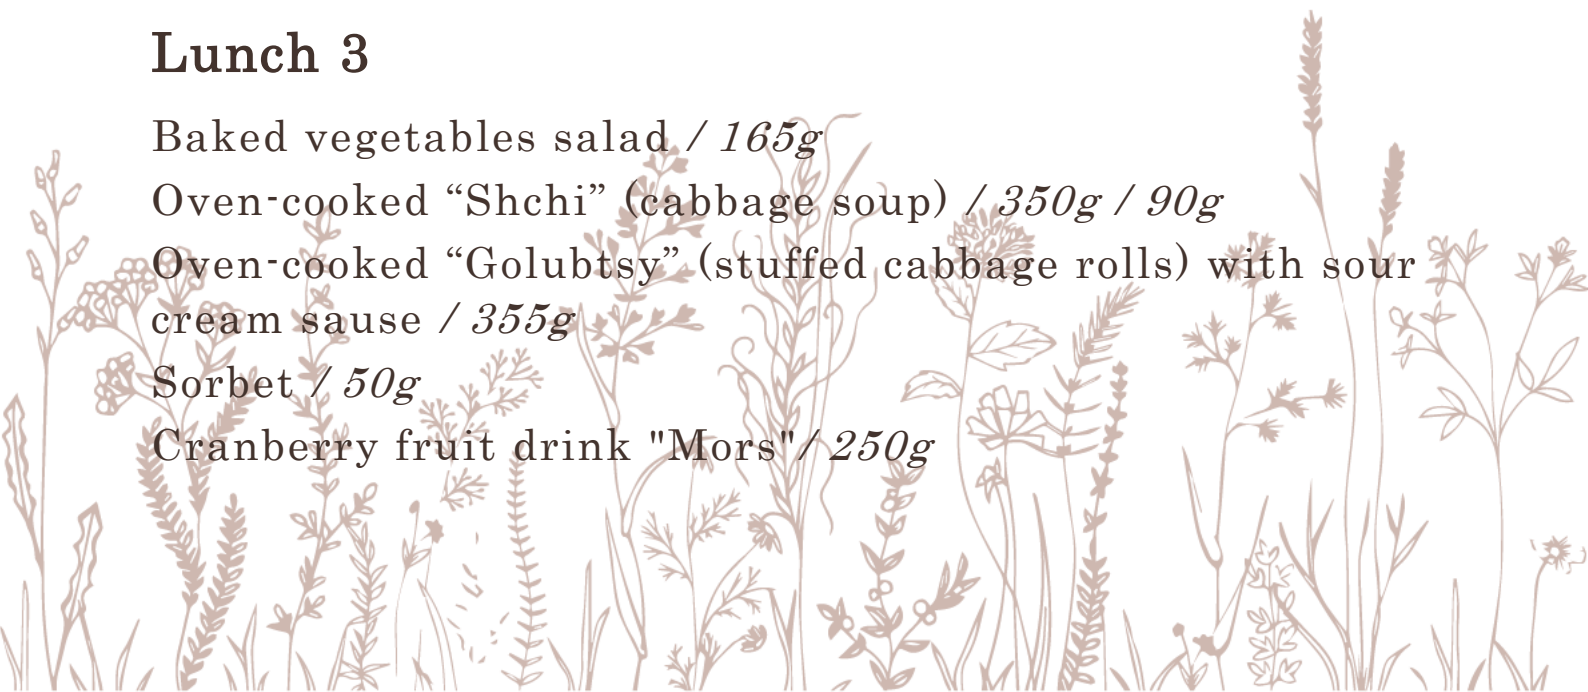 Lunch 3
Baked vegetables salad / 165g
Oven-cooked “Shchi” (cabbage soup) / 350g / 90g
Oven-cooked “Golubtsy” (stuffed cabbage rolls) with sour
cream sause / 355g
Sorbet / 50g
Cranberry fruit drink "Mors"/ 250g